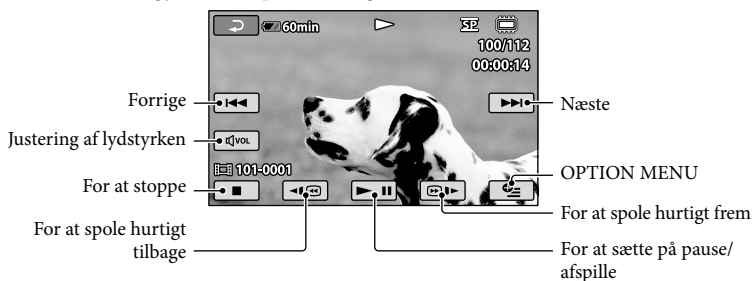 60min
SP
100/112
00:00:14
Forrige
Næste
Justering af lydstyrken
VOL
101-0001
For at stoppe
OPTION MENU
For at spole hurtigt frem
For at spole hurtigt
tilbage
For at sætte på pause/
afspille